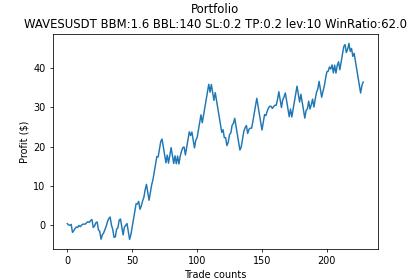 Portfolio
WAVESUSDT BBM:1.6 BBL:140 SL:0.2 TP:0.2 lev:10 WinRatio:62.0
40
30
20
10
0
Profit ($)
0 50 100 150 200
Trade counts